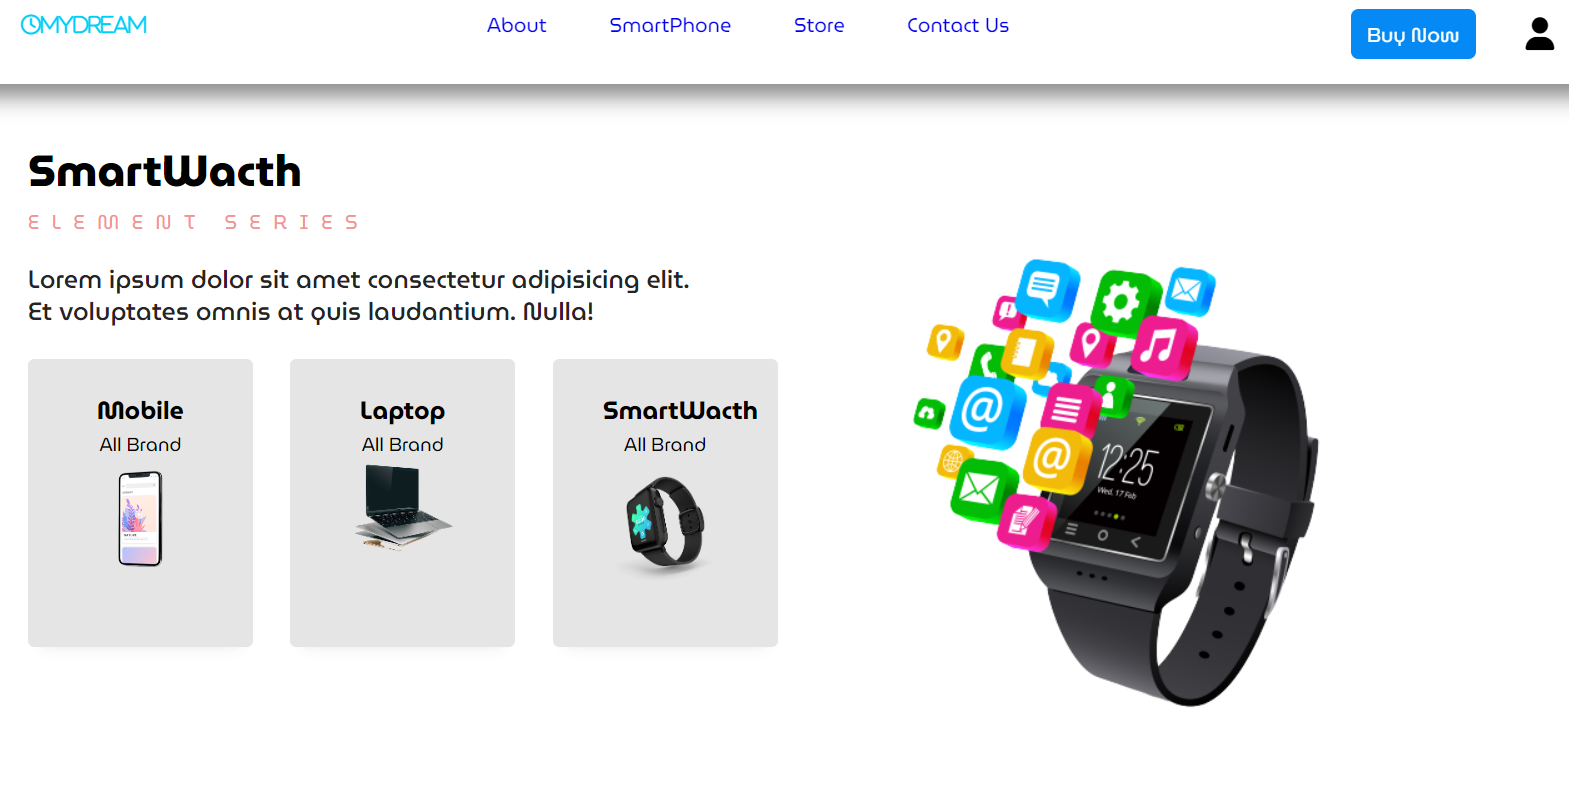 OMYDREAM
About SmartPhone Store Contact Us
Buy Now
SmartWacth
ELEMENT SERIES
Lorem ipsum dolor sit amet consectetur adipisicing elit.
Et voluptates omnis at quis laudantium. Nulla!
Mobile
All Brand
Laptop
All Brand
SmartWacth
All Brand
12:25
Wed, 17 Feb